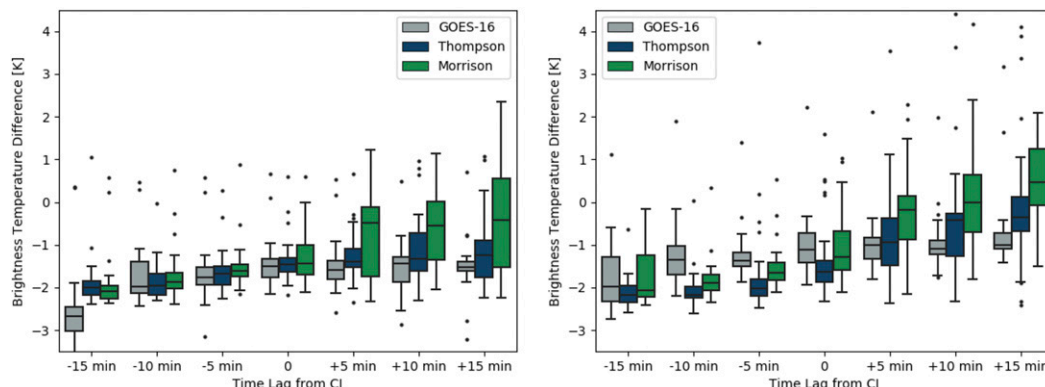 Brightness Temperature Difference [K]
4
3
2
1
0
−1
−2
−3
GOES-16
Thompson
Morrison
-15 min -10 min -5 min 0 +5 min +10 min +15 min
Time Lag from CI
Brightness Temperature Difference [K]
4
3
2
1
0
−1
−2
−3
GOES-16
Thompson
Morrison
-15 min -10 min -5 min 0 +5 min +10 min +15 min
Time Lag from CI